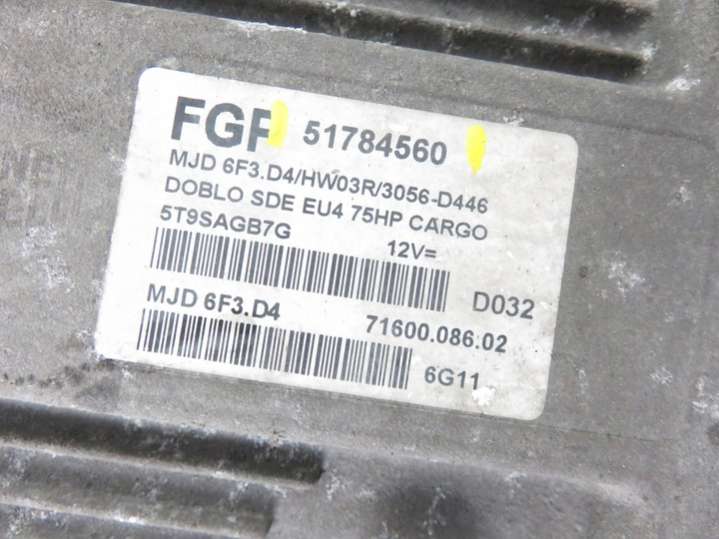 FGP 51784560
MJD 6F3.D4/HW03R/3056-D446
DOBLO SDE EU4 75HP CARGO
5T9SAGB7G 12V=
D032
MJD 6F3.D4 71600.086.02
6G11